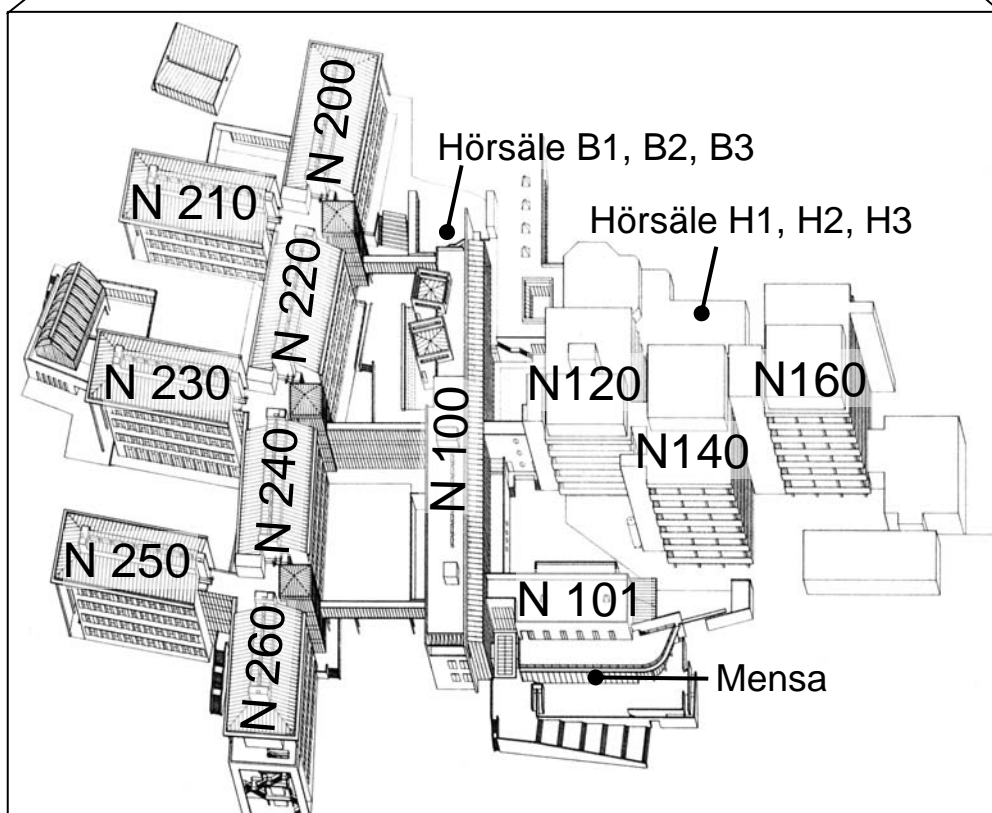 N 200
Hörsäle B1, B2, B3
N 210
Hörsäle H1, H2, H3
N 220
N 230
N120
N160
N 100
N140
N 240
N 250
N 101
N 260
Mensa